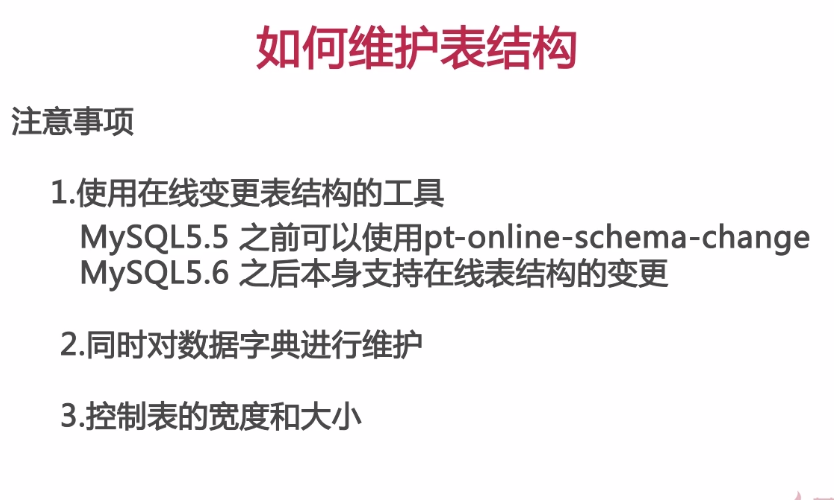 如何维护表结构
注意事项
1.使用在线变更表结构的工具
MySQL5.5 之前可以使用pt-online-schema-change
MySQL5.6 之后本身支持在线表结构的变更
2.同时对数据字典进行维护
3.控制表的宽度和大小